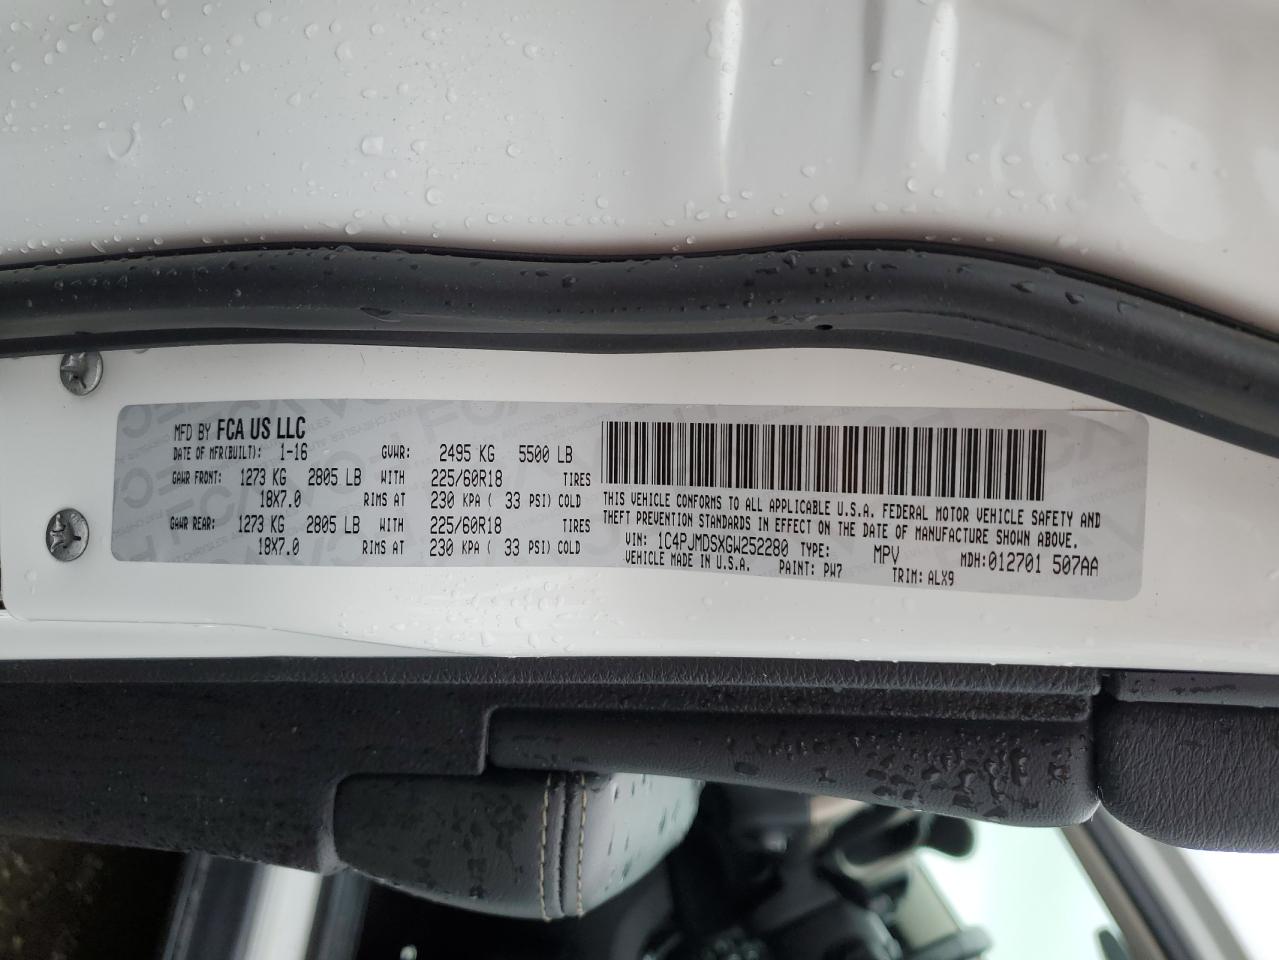 MFD BY FCA US LLC
DATE OF MFR(BUILT): 1-16 GVWR: 2495 KG 5500 LB
GAWR FRONT: 1273 KG 2805 LB WITH 225/60R18 TIRES
18X7.0 RIMS AT 230 KPA ( 33 PSI) COLD
GAWR REAR: 1273 KG 2805 LB WITH 225/60R18 TIRES
18X7.0 RIMS AT 230 KPA ( 33 PSI) COLD
THIS VEHICLE CONFORMS TO ALL APPLICABLE U.S.A. FEDERAL MOTOR VEHICLE SAFETY AND
THEFT PREVENTION STANDARDS IN EFFECT ON THE DATE OF MANUFACTURE SHOWN ABOVE.
VIN: 1C4PJMDSXGW252280 TYPE: MPV MDH:012701 507AA
VEHICLE MADE IN U.S.A. PAINT: PW7 TRIM: ALX9